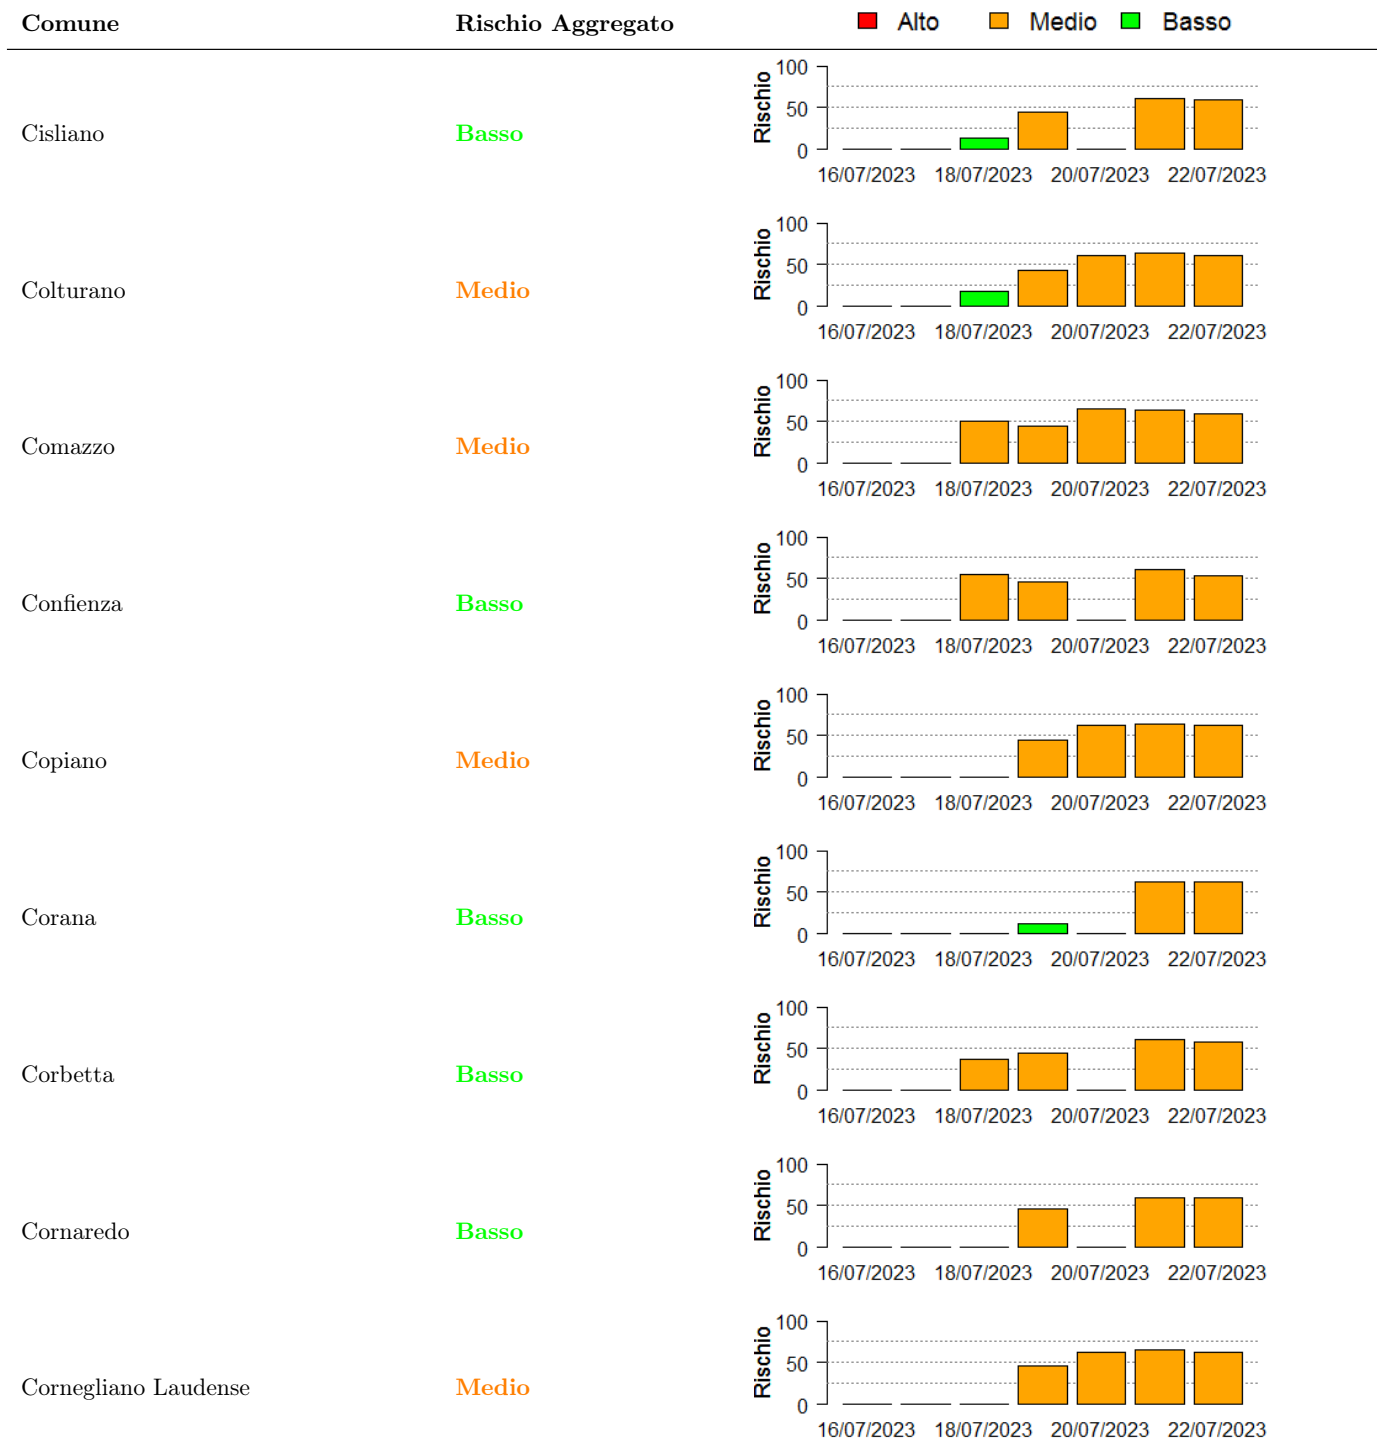 Comune Rischio Aggregato Alto Medio Basso
100
50
0
Rischio
Cisliano Basso
16/07/2023 18/07/2023 20/07/2023 22/07/2023
100
50
0
Rischio
Colturano Medio
16/07/2023 18/07/2023 20/07/2023 22/07/2023
100
50
0
Rischio
Comazzo Medio
16/07/2023 18/07/2023 20/07/2023 22/07/2023
100
50
0
Rischio
Confienza Basso
16/07/2023 18/07/2023 20/07/2023 22/07/2023
100
50
0
Rischio
Copiano Medio
16/07/2023 18/07/2023 20/07/2023 22/07/2023
100
50
0
Rischio
Corana Basso
16/07/2023 18/07/2023 20/07/2023 22/07/2023
100
50
0
Rischio
Corbetta Basso
16/07/2023 18/07/2023 20/07/2023 22/07/2023
100
50
0
Rischio
Cornaredo Basso
16/07/2023 18/07/2023 20/07/2023 22/07/2023
100
50
0
Rischio
Cornegliano Laudense Medio
16/07/2023 18/07/2023 20/07/2023 22/07/2023